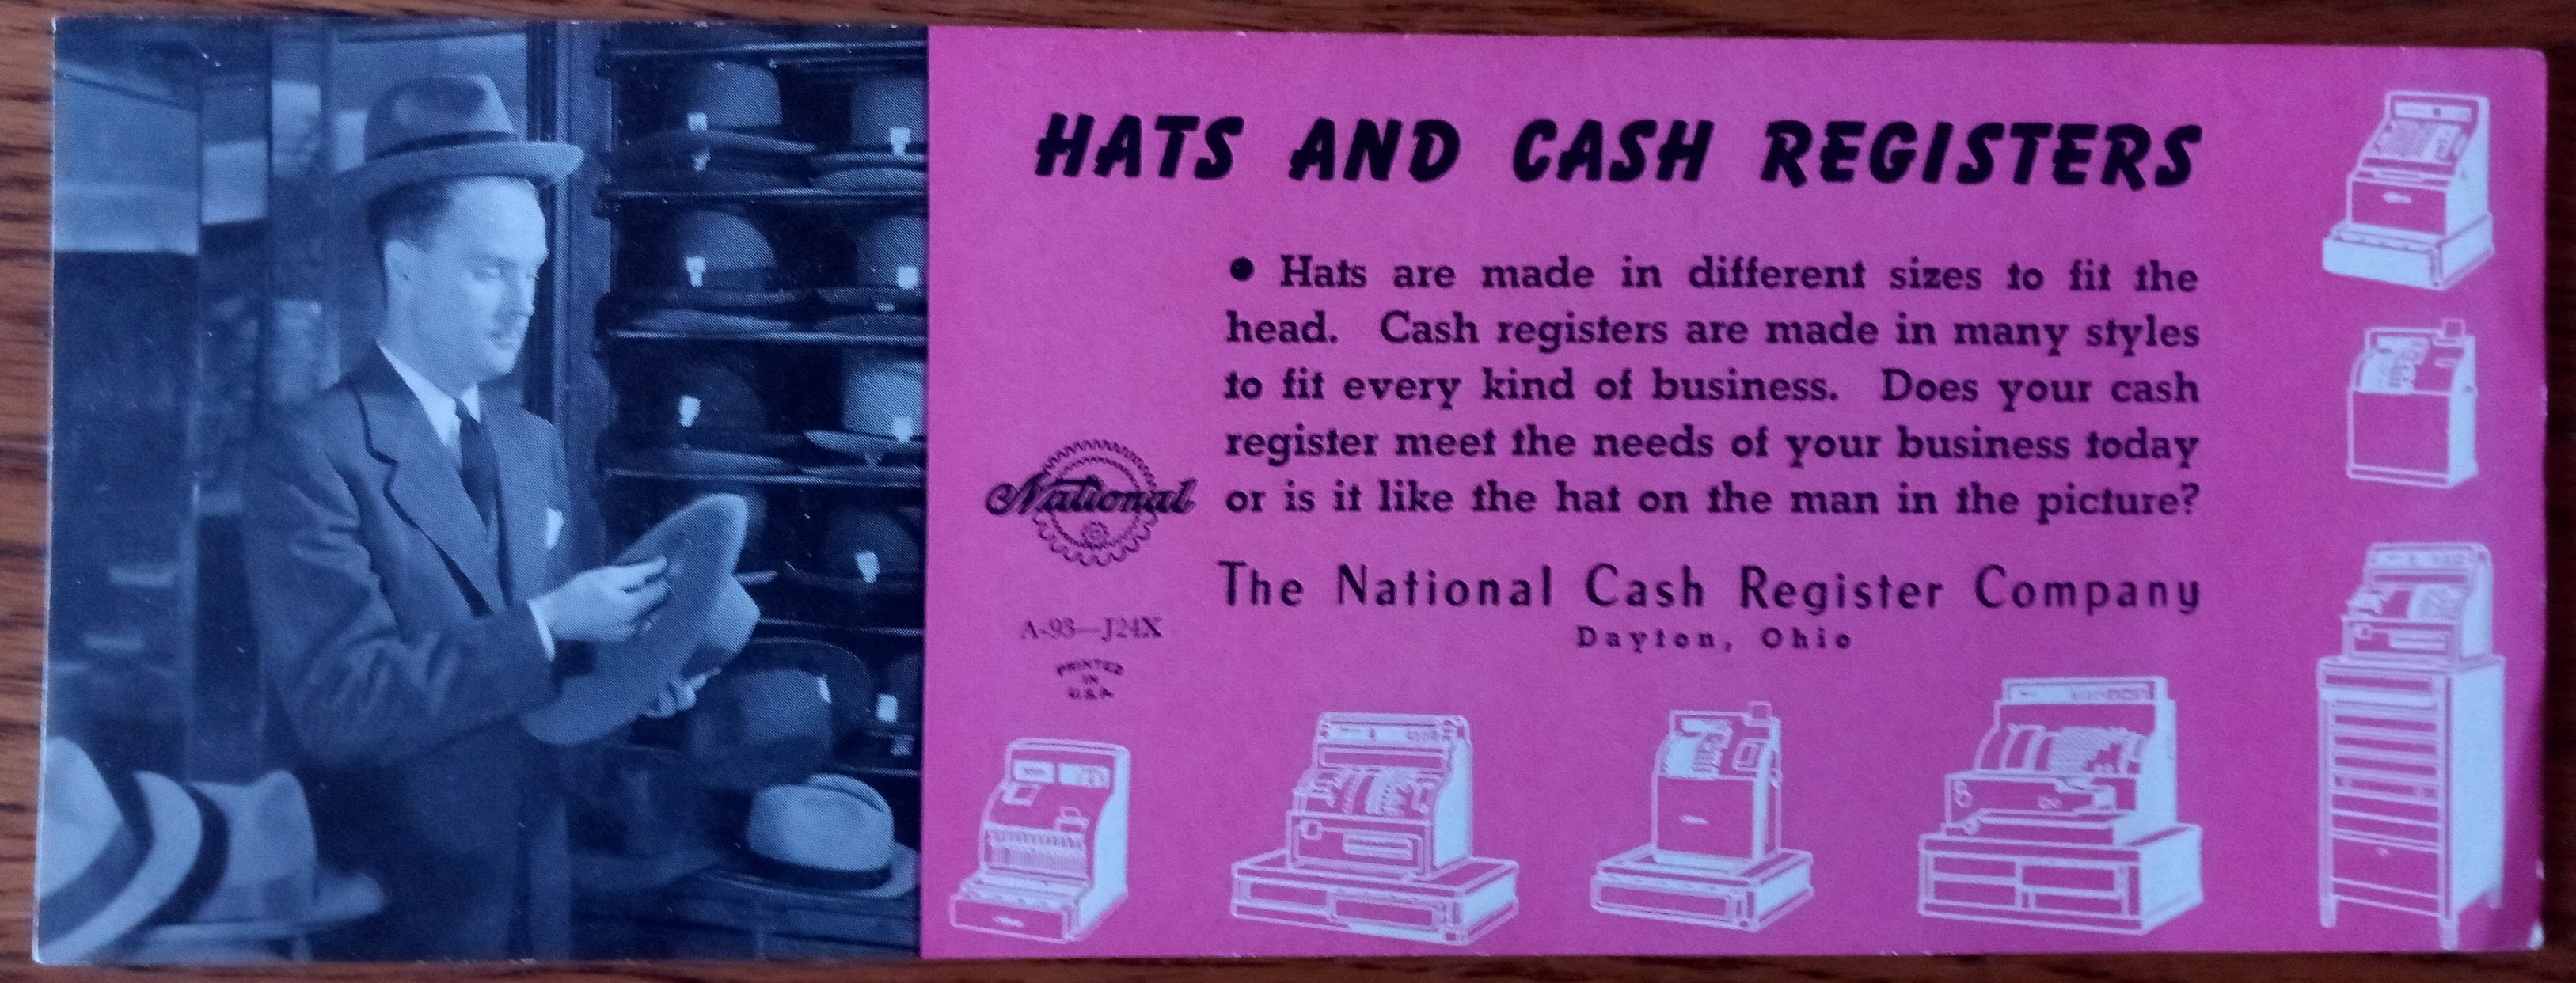 HATS AND CASH REGISTERS
• Hats are made in different sizes to fit the
head. Cash registers are made in many styles
to fit every kind of business. Does your cash
register meet the needs of your business today
or is it like the hat on the man in the picture?
National
The National Cash Register Company
Dayton, Ohio
A-93—J24X
PRINTED
IN
U.S.A.